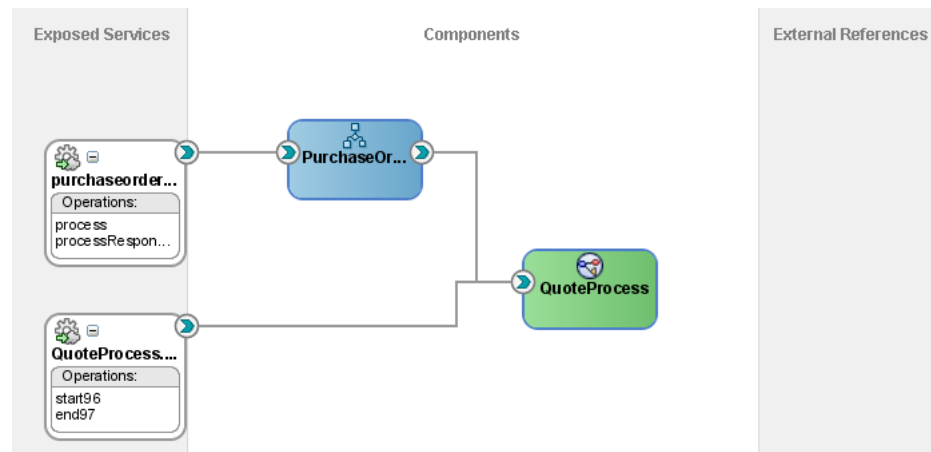 Exposed Services
Components
External References
purchaseorder...
Operations:
process
processRespon...
PurchaseOr...
QuoteProcess
QuoteProcess....
Operations:
start96
end97